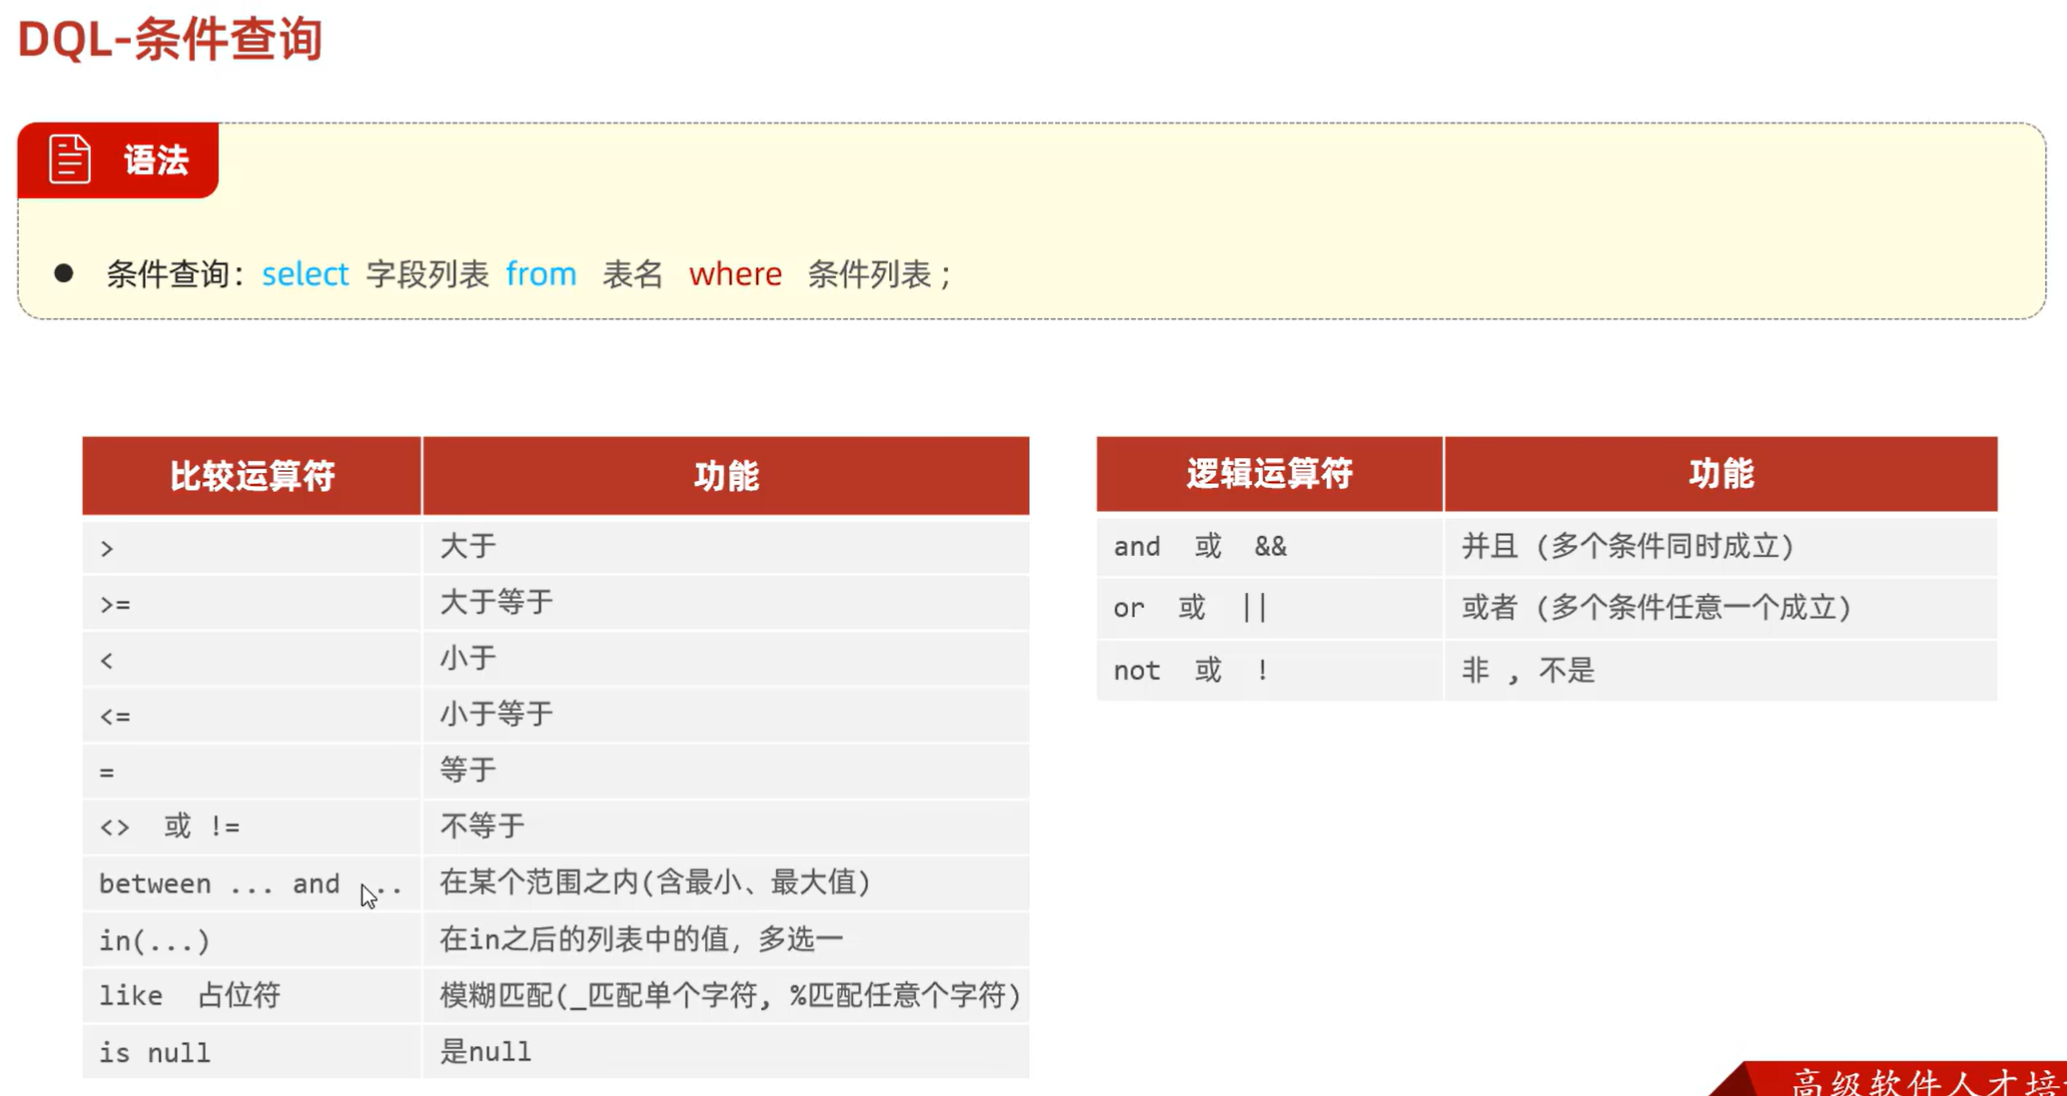 DQL-条件查询
语法
● 条件查询：select 字段列表 from 表名 where 条件列表 ;
比较运算符 功能
> 大于
>= 大于等于
< 小于
<= 小于等于
= 等于
<> 或 != 不等于
between ... and ... 在某个范围之内(含最小、最大值)
in(...) 在in之后的列表中的值，多选一
like 占位符 模糊匹配(_匹配单个字符, %匹配任意个字符)
is null 是null
逻辑运算符 功能
and 或 && 并且 (多个条件同时成立)
or 或 || 或者 (多个条件任意一个成立)
not 或 ! 非 , 不是
高级软件人才培